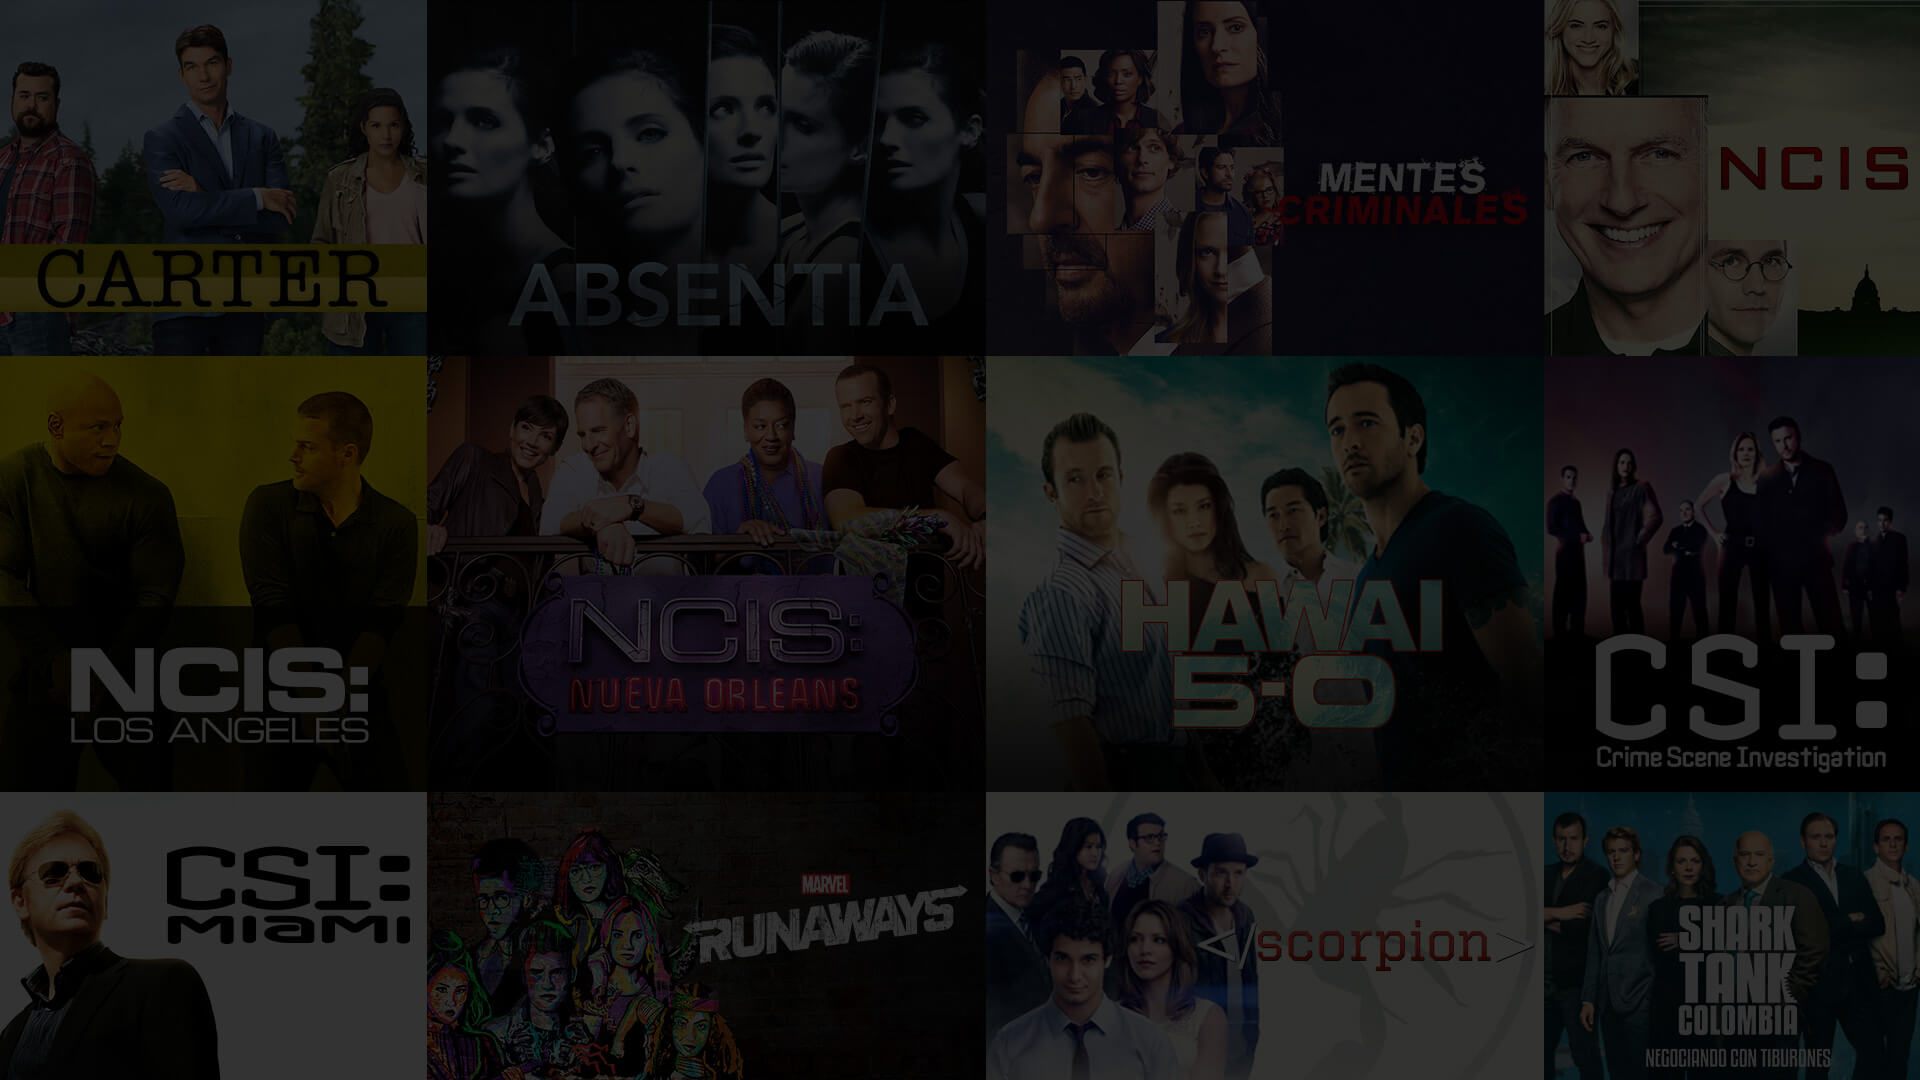 CARTER
ABSENTIA
MENTES
CRIMINALES
NCIS
NCIS:
LOS ANGELES
NCIS:
NUEVA ORLEANS
HAWAI
5-0
CSI:
Crime Scene Investigation
CSI:
MIAMI
MARVEL
RUNAWAYS
</scorpion>
SHARK
TANK
COLOMBIA
NEGOCIANDO CON TIBURONES